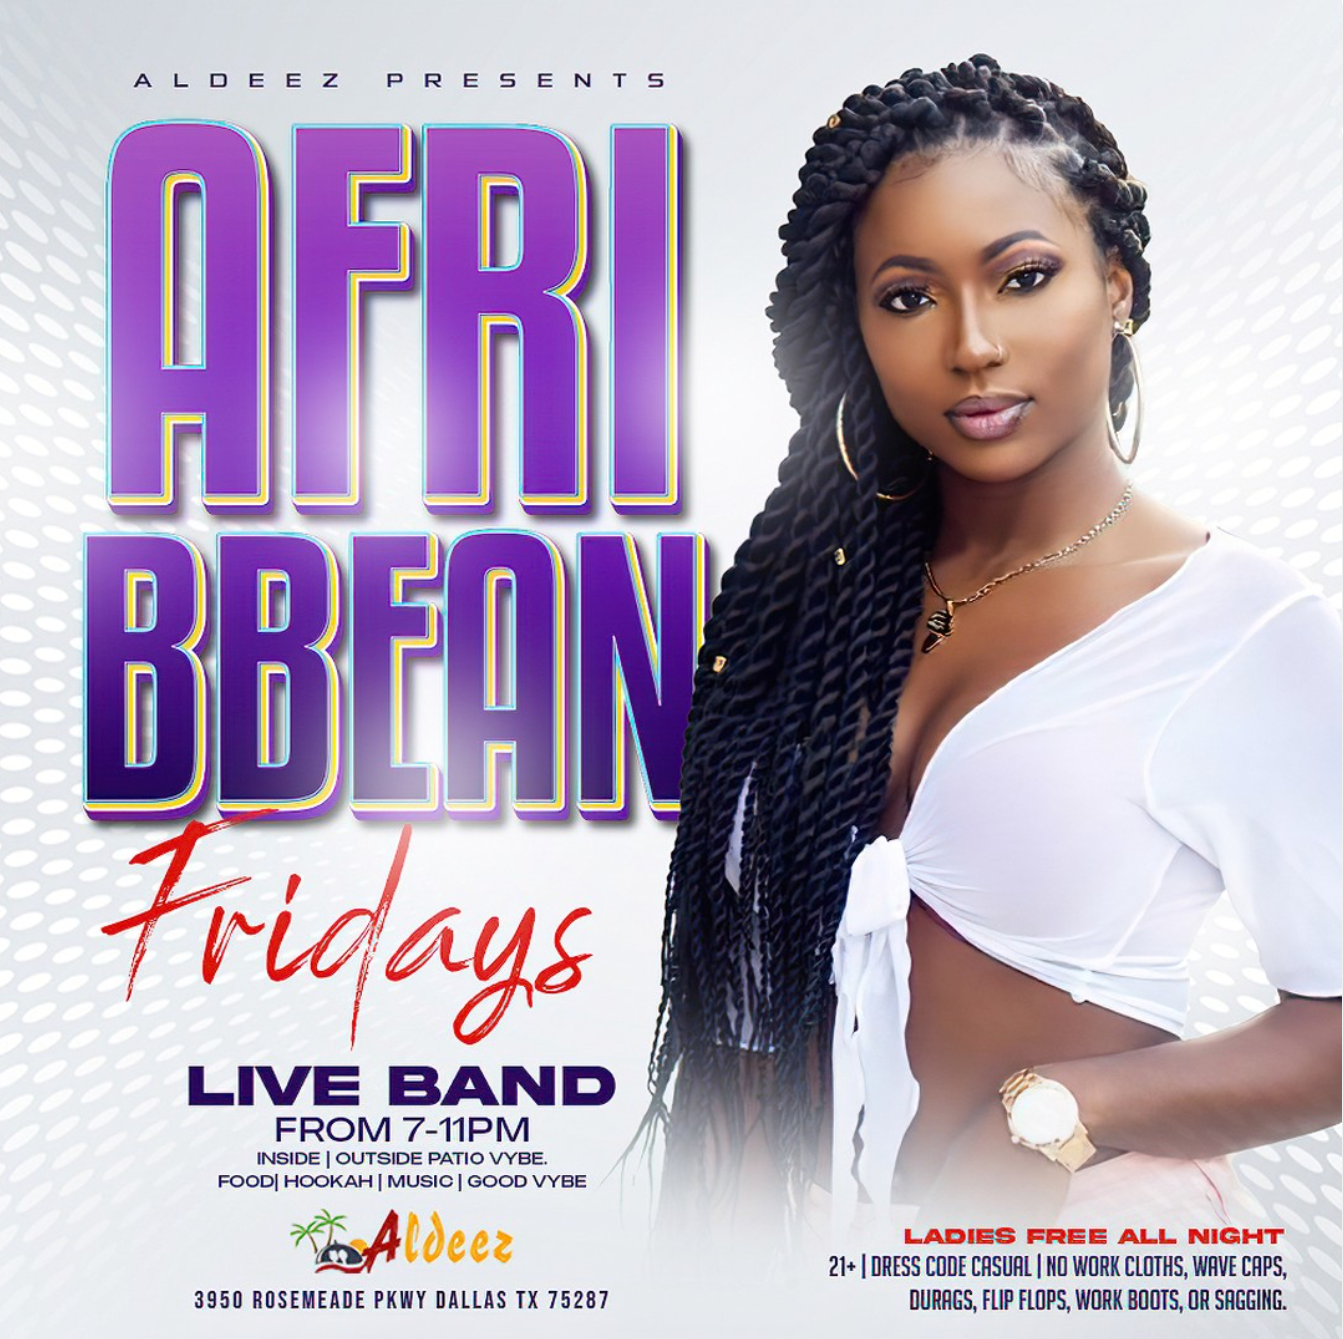 ALDEEZ PRESENTS
AFRI
BBEAN
Fridays
LIVE BAND
FROM 7-11PM
INSIDE | OUTSIDE PATIO VYBE.
FOOD| HOOKAH | MUSIC | GOOD VYBE
Aldeez
3950 ROSEMEADE PKWY DALLAS TX 75287
LADIES FREE ALL NIGHT
21+ | DRESS CODE CASUAL | NO WORK CLOTHS, WAVE CAPS,
DURAGS, FLIP FLOPS, WORK BOOTS, OR SAGGING.